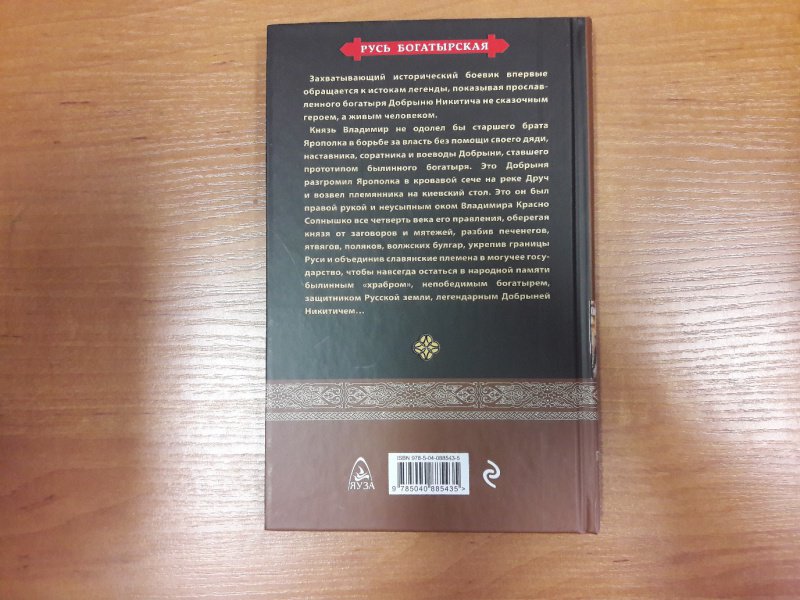 РУСЬ БОГАТЫРСКАЯ
Захватывающий исторический боевик впервые
обращается к истокам легенды, показывая прослав-
ленного богатыря Добрыню Никитича не сказочным
героем, а живым человеком.
Князь Владимир не одолел бы старшего брата
Ярополка в борьбе за власть без помощи своего дяди,
наставника, соратника и воеводы Добрыни, ставшего
прототипом былинного богатыря. Это Добрыня
разгромил Ярополка в кровавой сече на реке Друч
и возвел племянника на киевский стол. Это он был
правой рукой и неусыпным оком Владимира Красно
Солнышко все четверть века его правления, оберегая
князя от заговоров и мятежей, разбив печенегов,
ятвягов, поляков, волжских булгар, укрепив границы
Руси и объединив славянские племена в могучее госу-
дарство, чтобы навсегда остаться в народной памяти
былинным «храбром», непобедимым богатырем,
защитником Русской земли, легендарным Добрыней
Никитичем...
ISBN 978-5-04-088543-5
9 785040 885435 >
ЯУЗА